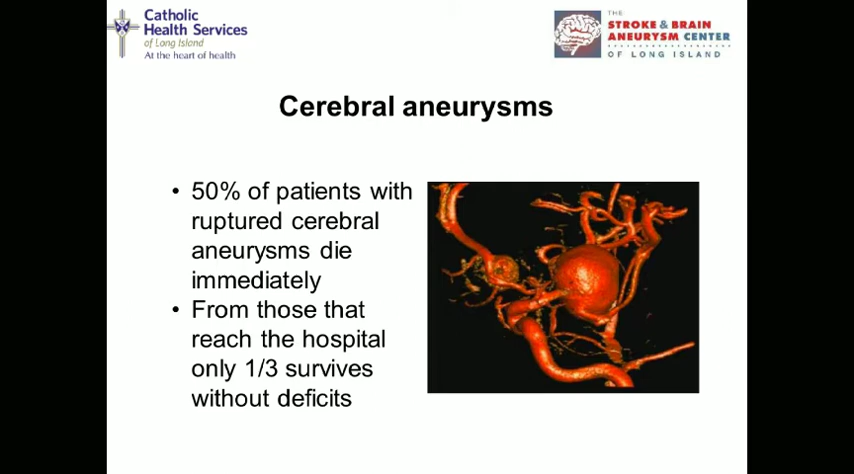 Catholic
Health Services
of Long Island
At the heart of health
THE
STROKE & BRAIN
ANEURYSM CENTER
OF LONG ISLAND
Cerebral aneurysms
• 50% of patients with
ruptured cerebral
aneurysms die
immediately
• From those that
reach the hospital
only 1/3 survives
without deficits